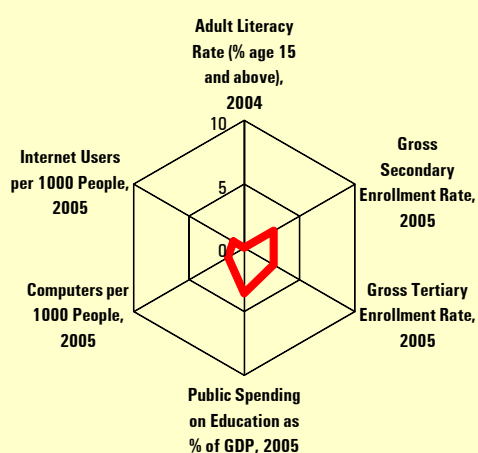 Adult Literacy
Rate (% age 15
and above),
2004
10
5
0
Gross
Secondary
Enrollment Rate,
2005
Gross Tertiary
Enrollment Rate,
2005
Public Spending
on Education as
% of GDP, 2005
Computers per
1000 People,
2005
Internet Users
per 1000 People,
2005